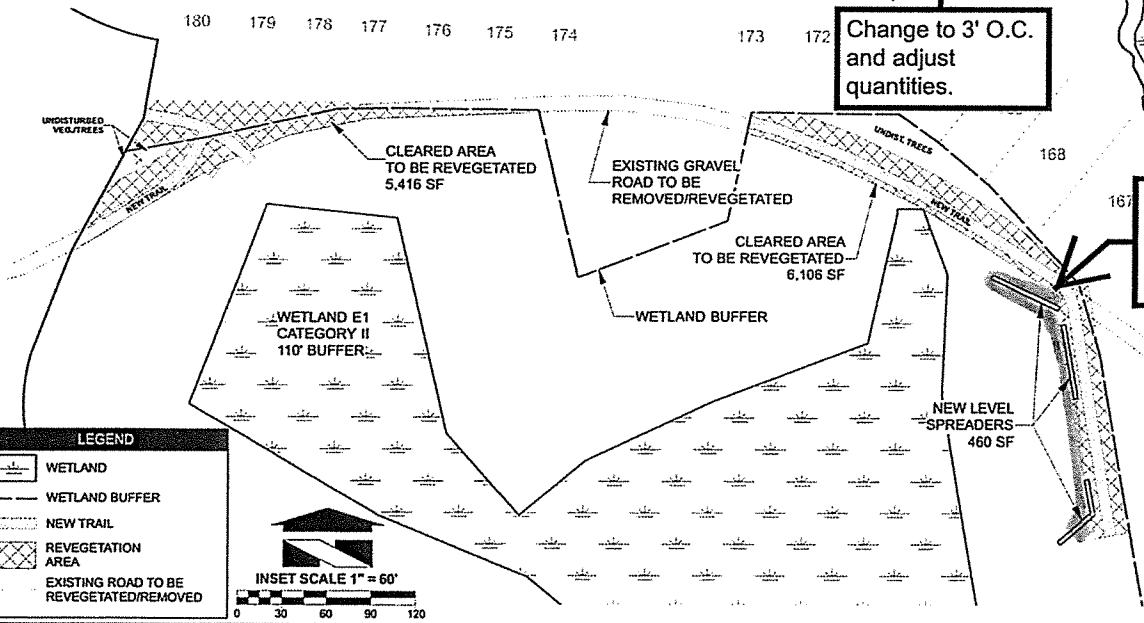 180 179 178 177 176 175 174 173 172
Change to 3' O.C.
and adjust
quantities.
UNDISTURBED
VEG./TREES
CLEARED AREA
TO BE REVEGETATED
5,416 SF
EXISTING GRAVEL
ROAD TO BE
REMOVED/REVEGETATED
UNDIST. TREES
168
167
NEW TRAIL
NEW TRAIL
CLEARED AREA
TO BE REVEGETATED
6,106 SF
WETLAND E1
CATEGORY II
110' BUFFER
WETLAND BUFFER
NEW LEVEL
SPREADERS
460 SF
LEGEND
WETLAND
WETLAND BUFFER
NEW TRAIL
REVEGETATION
AREA
EXISTING ROAD TO BE
REVEGETATED/REMOVED
INSET SCALE 1" = 60'
0 30 60 90 120